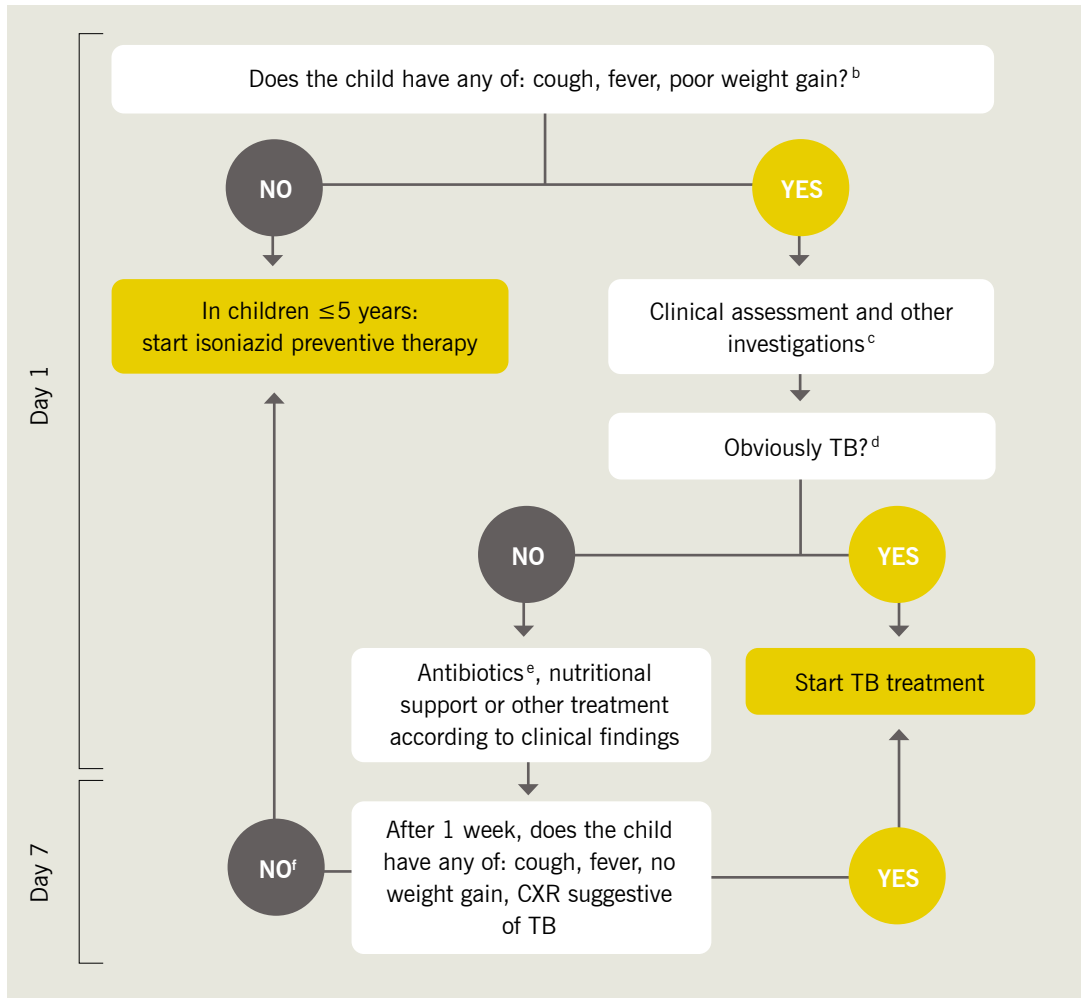 Does the child have any of: cough, fever, poor weight gain? b
NO
YES
In children ≤5 years:
start isoniazid preventive therapy
Clinical assessment and other
investigations c
Day 1
Obviously TB? d
NO
YES
Antibiotics e, nutritional
support or other treatment
according to clinical findings
Start TB treatment
After 1 week, does the child
have any of: cough, fever, no
weight gain, CXR suggestive
of TB
NO f
YES
Day 7